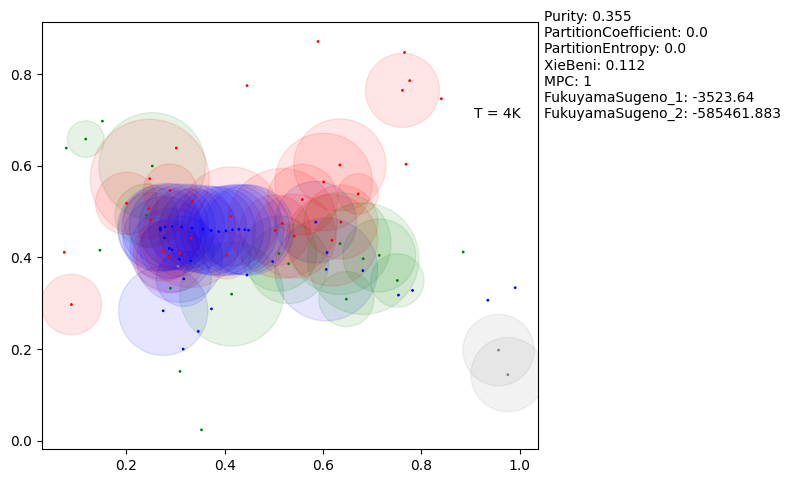 Purity: 0.355
PartitionCoefficient: 0.0
PartitionEntropy: 0.0
XieBeni: 0.112
MPC: 1
FukuyamaSugeno_1: -3523.64
FukuyamaSugeno_2: -585461.883
T = 4K
0.8
0.6
0.4
0.2
0.0
0.2 0.4 0.6 0.8 1.0